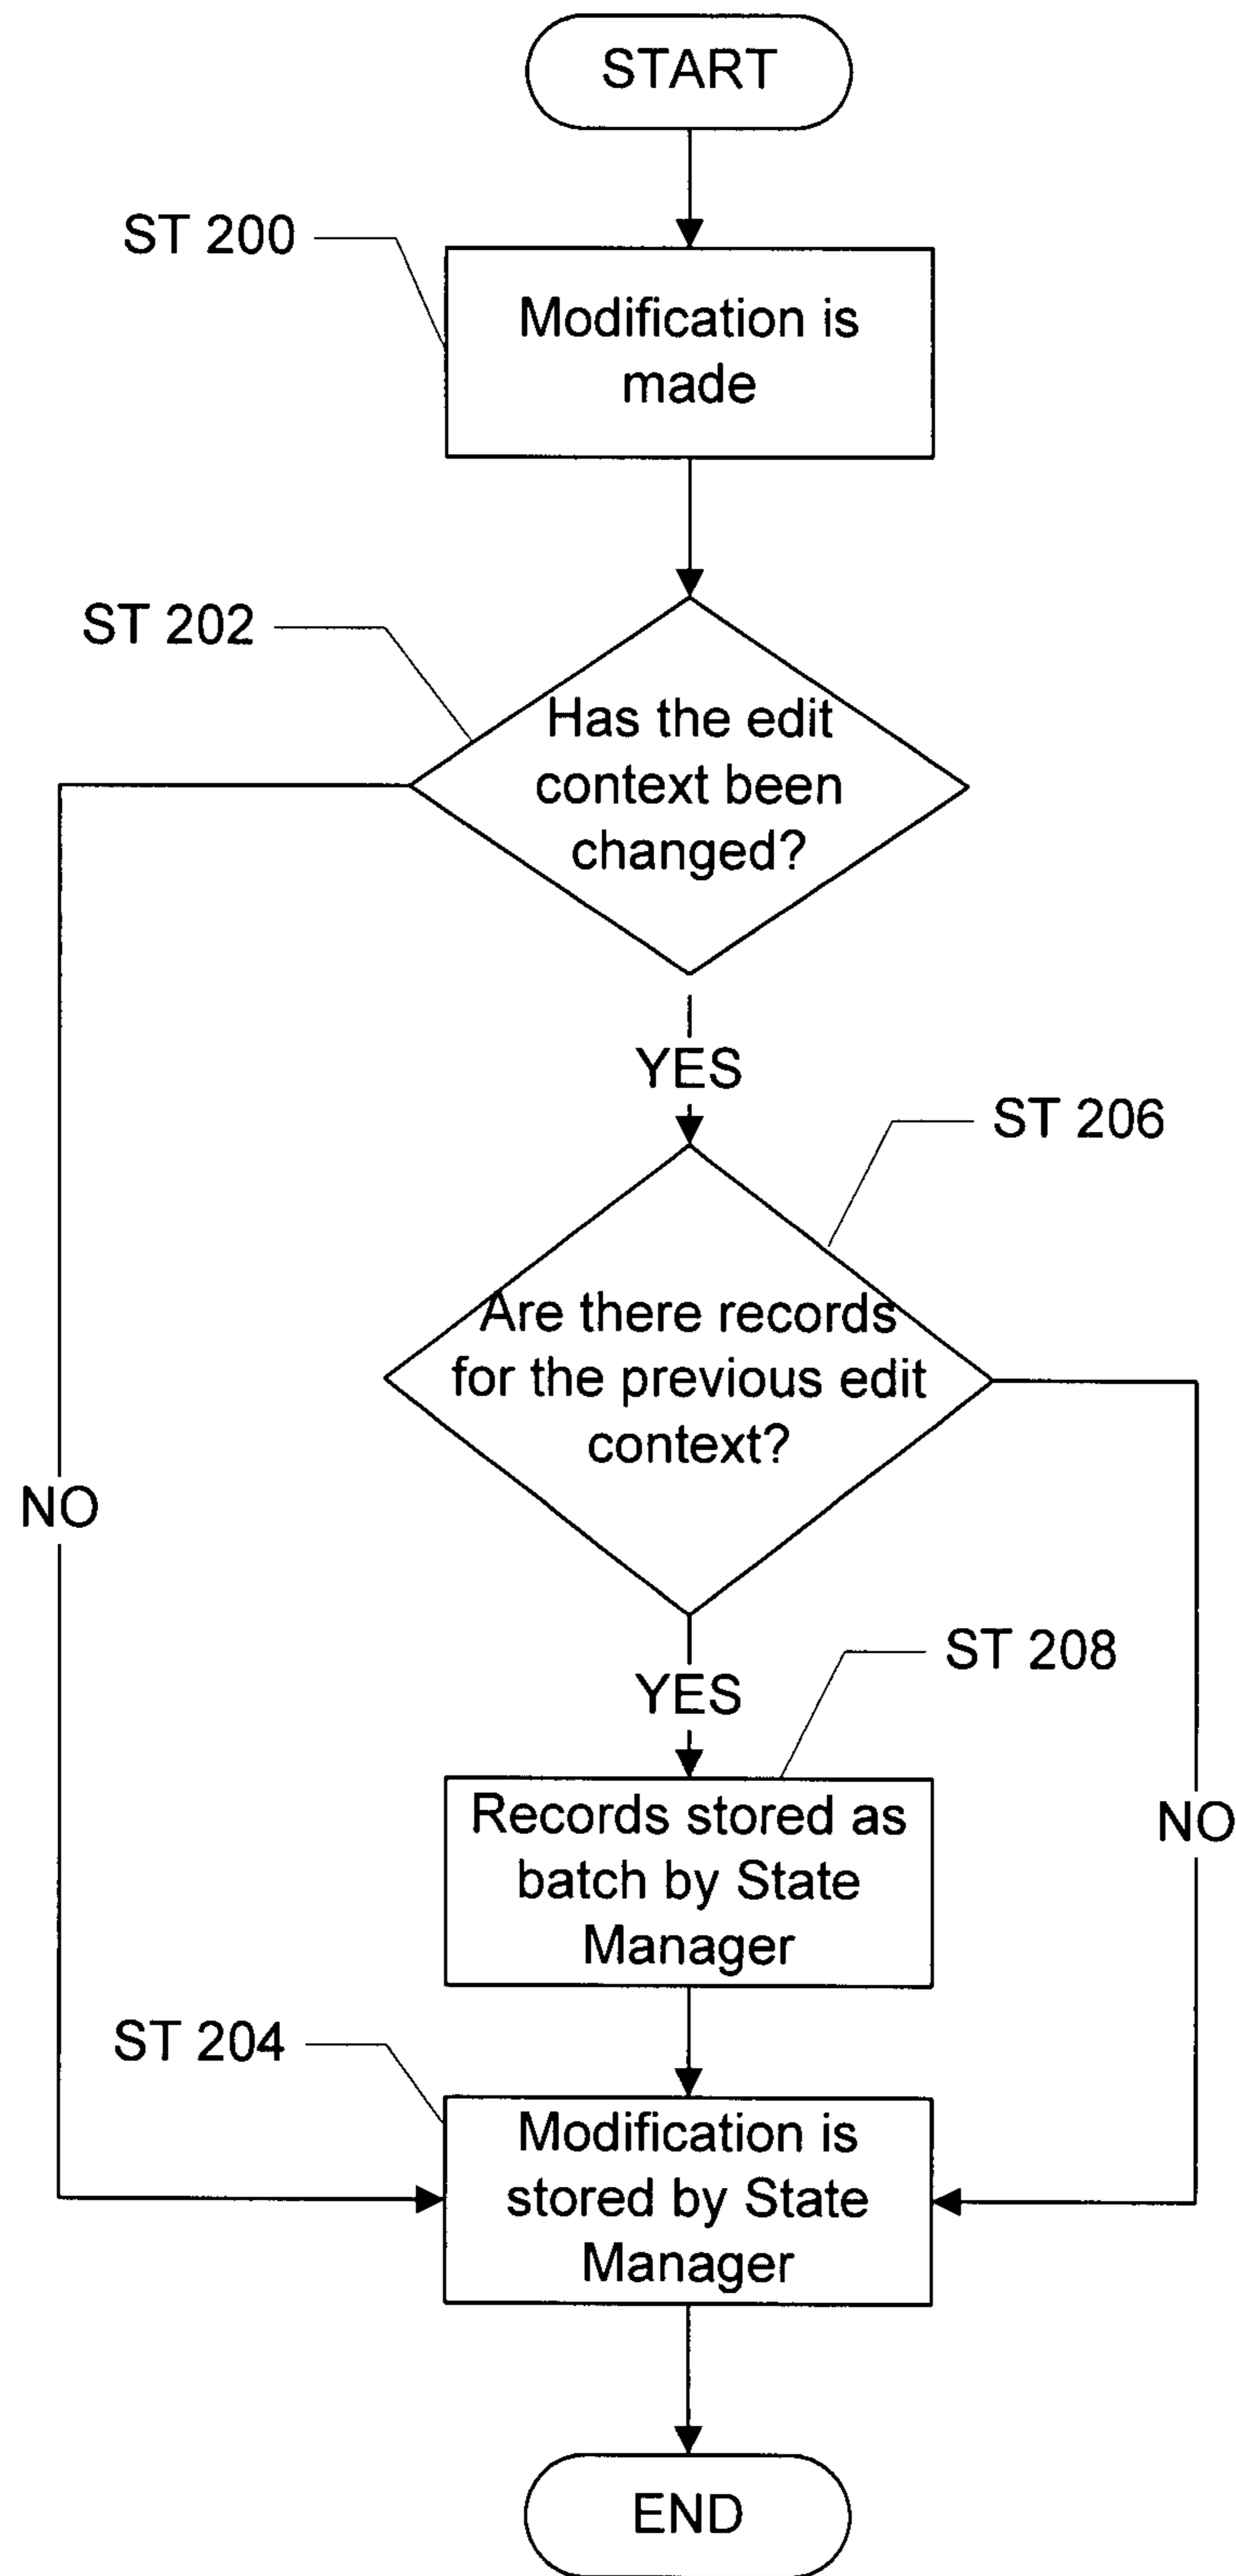 START
ST 200
Modification is
made
ST 202
Has the edit
context been
changed?
YES
ST 206
Are there records
for the previous edit
context?
NO
YES
ST 208
Records stored as
batch by State
Manager
NO
ST 204
Modification is
stored by State
Manager
END